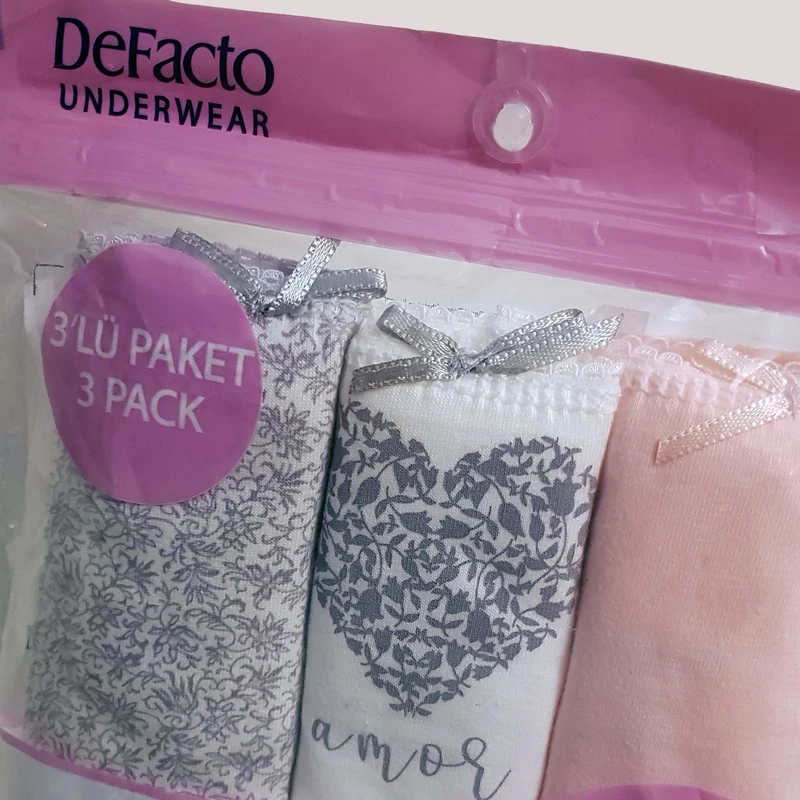 DeFacto
UNDERWEAR
3'LÜ PAKET
3 PACK
amor